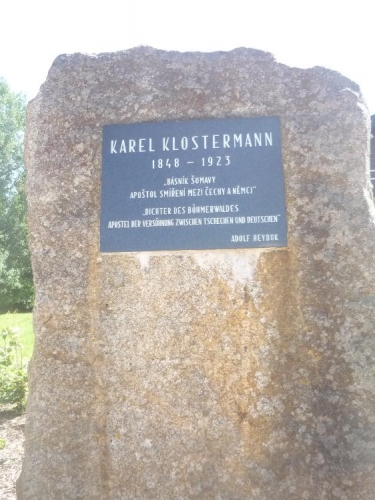 KAREL KLOSTERMANN
1848 – 1923
„BÁSNÍK ŠUMAVY
APOŠTOL SMÍŘENÍ MEZI ČECHY A NĚMCI"
„DICHTER DES BÖHMERWALDES
APOSTEL DER VERSÖHNUNG ZWISCHEN TSCHECHEN UND DEUTSCHEN"
ADOLF HEYDUK